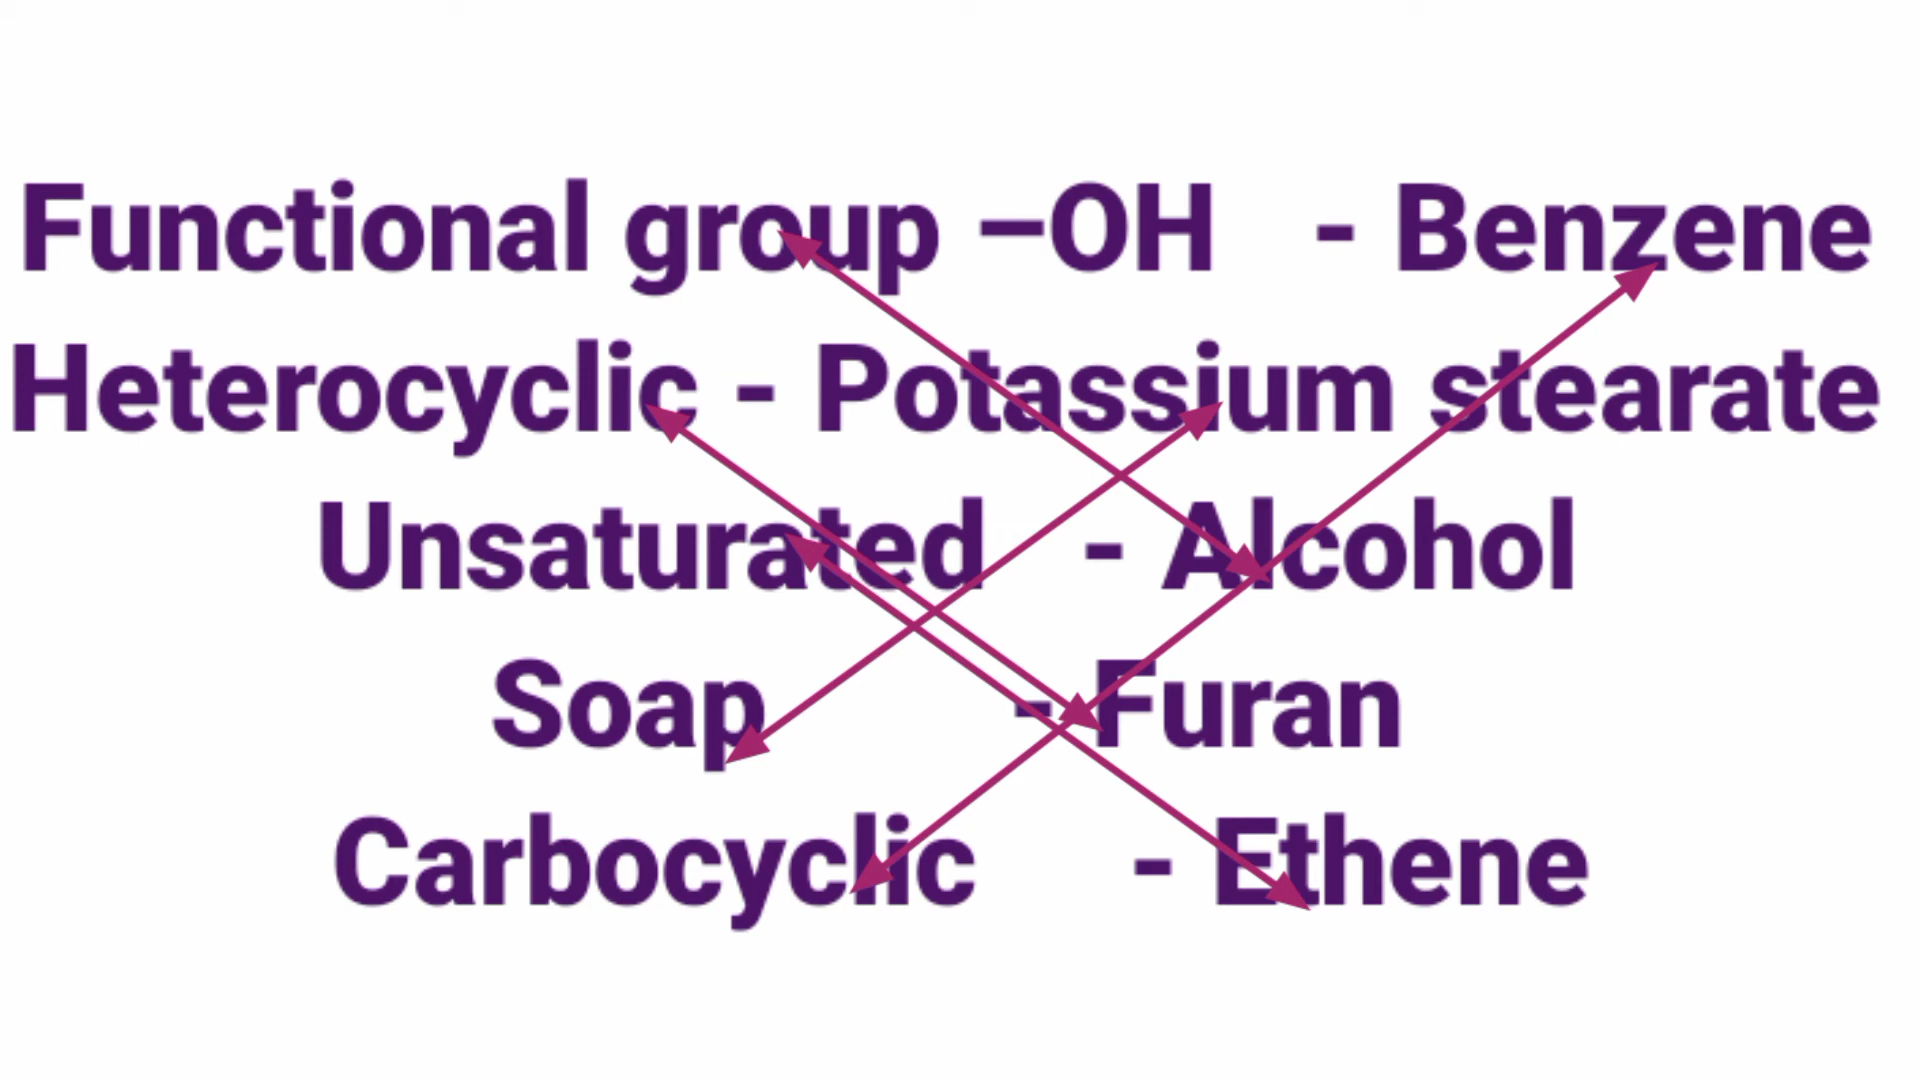 Functional group –OH - Benzene
Heterocyclic - Potassium stearate
Unsaturated - Alcohol
Soap - Furan
Carbocyclic - Ethene